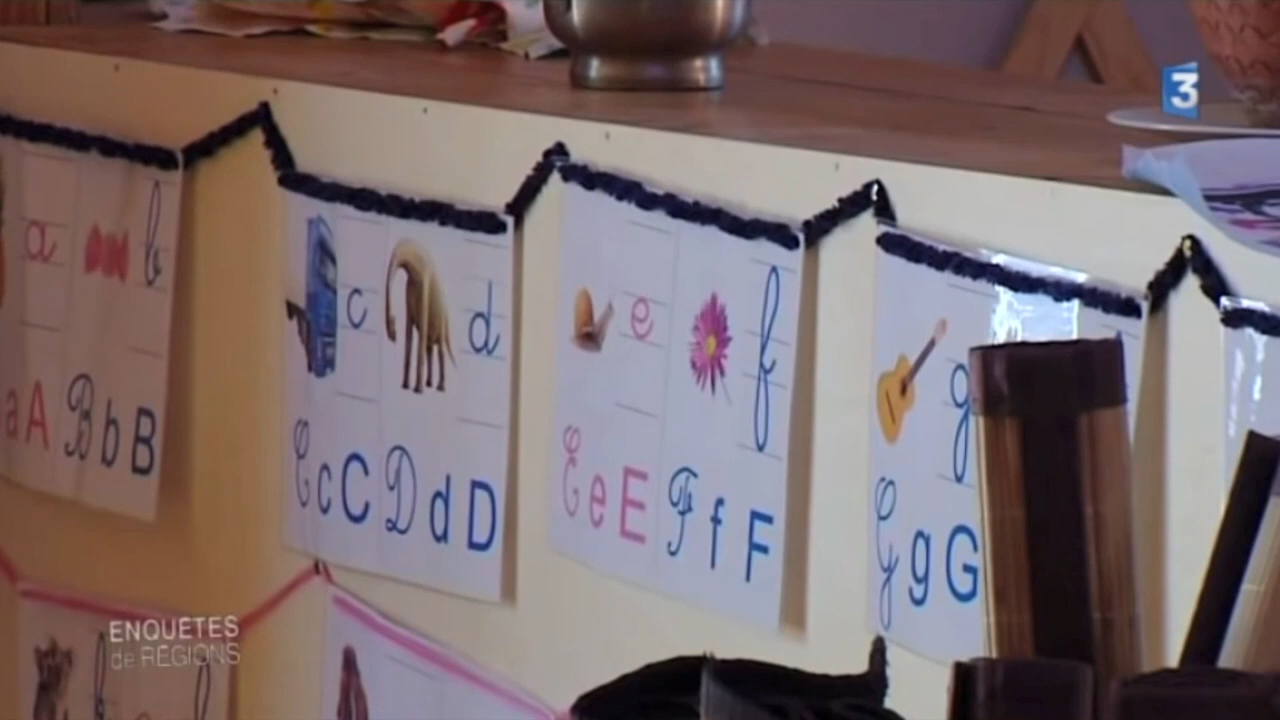 3
a b
a A B b B
c d
C c C D d D
e f
E e E F f F
g
G g G
ENQUÊTES
de RÉGIONS